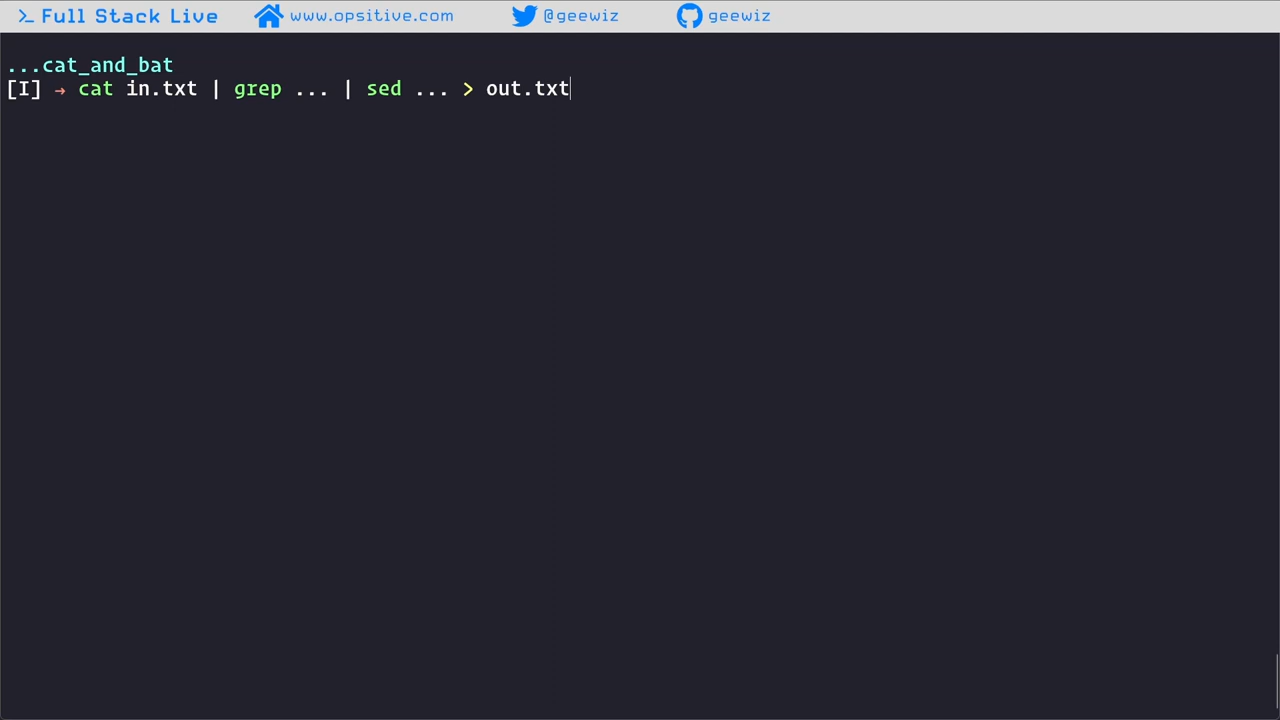 >_ Full Stack Live www.opsitive.com @geewiz geewiz
...cat_and_bat
[I] → cat in.txt | grep ... | sed ... > out.txt